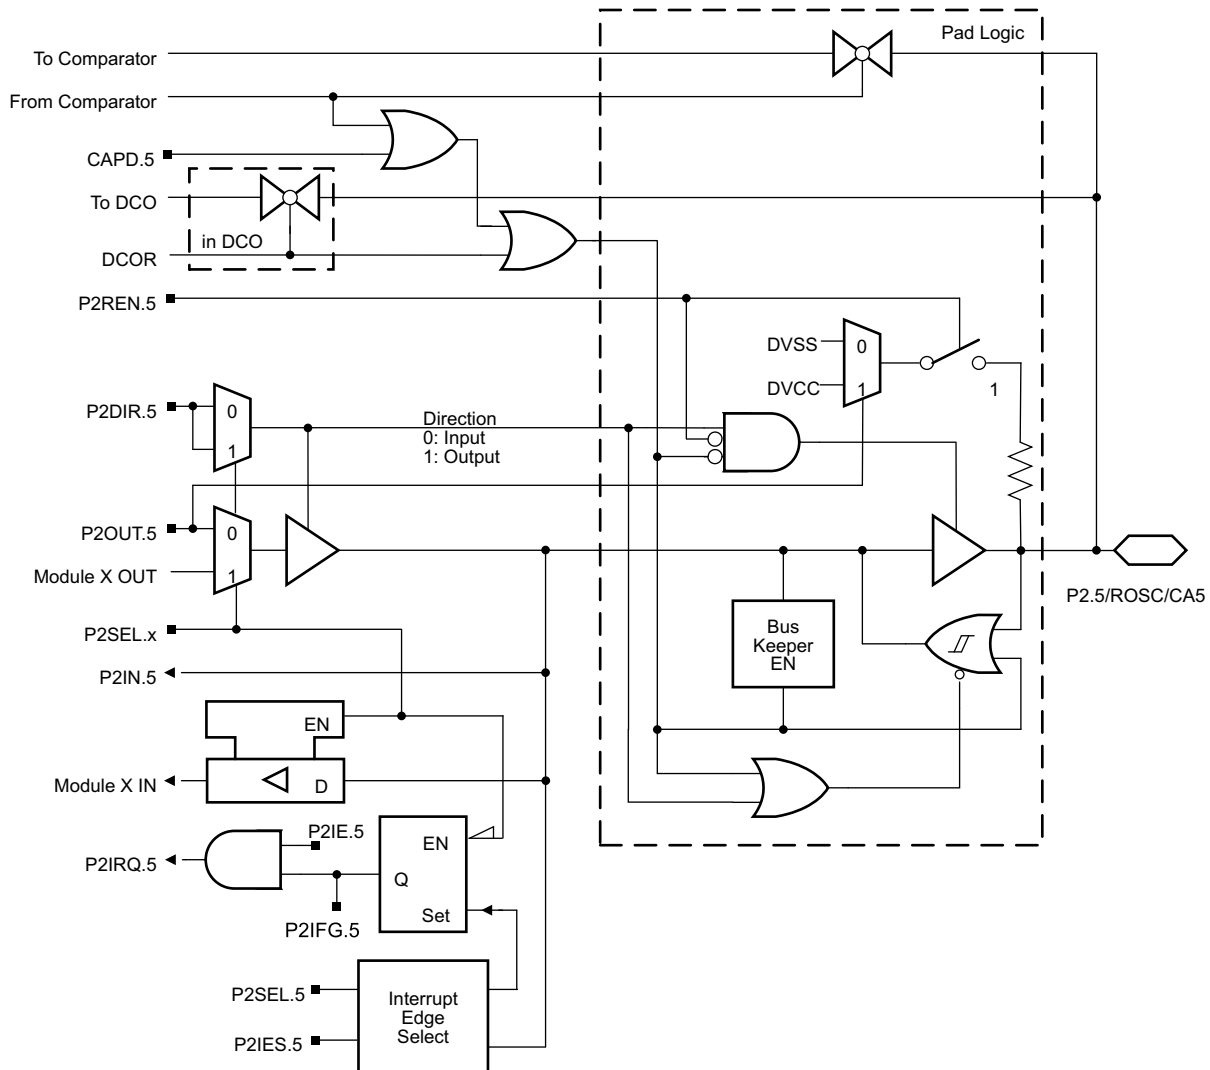 Pad Logic
To Comparator
From Comparator
CAPD.5
To DCO
in DCO
DCOR
P2REN.5
DVSS
0
DVCC
1
1
P2DIR.5
0
1
Direction
0: Input
1: Output
P2OUT.5
0
Module X OUT
1
P2.5/ROSC/CA5
Bus
Keeper
EN
P2SEL.x
P2IN.5
EN
Module X IN
D
P2IE.5
EN
P2IRQ.5
Q
Set
P2IFG.5
P2SEL.5
Interrupt
Edge
Select
P2IES.5